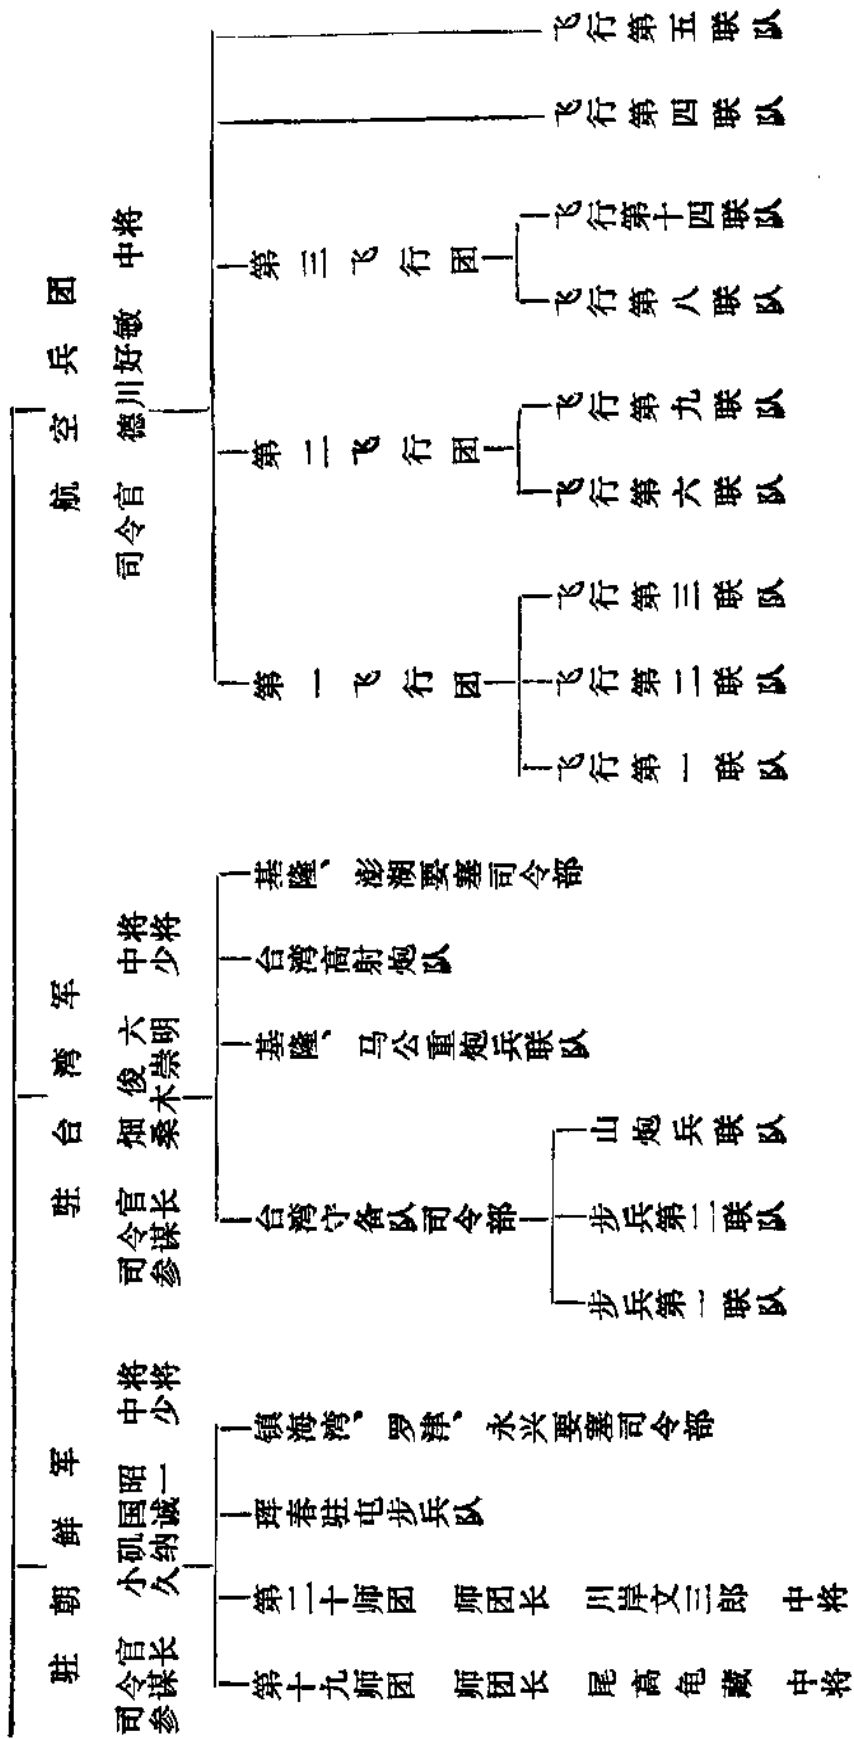 驻朝鲜军
司令官 小矶国昭 中将
参谋长 久纳诚一 少将
第十九师团 师团长 尾高龟藏 中将
第二十师团 师团长 川岸文三郎 中将
珲春驻屯步兵队
镇海湾、罗津、永兴要塞司令部
驻台湾军
司令官 畑俊六 中将
参谋长 桑木崇明 少将
台湾守备队司令部
步兵第一联队
步兵第二联队
山炮兵联队
基隆、马公重炮兵联队
台湾高射炮队
基隆、澎湖要塞司令部
航空兵团
司令官 德川好敏 中将
第一飞行团
飞行第一联队
飞行第二联队
飞行第三联队
第二飞行团
飞行第六联队
飞行第九联队
第三飞行团
飞行第八联队
飞行第十四联队
飞行第四联队
飞行第五联队